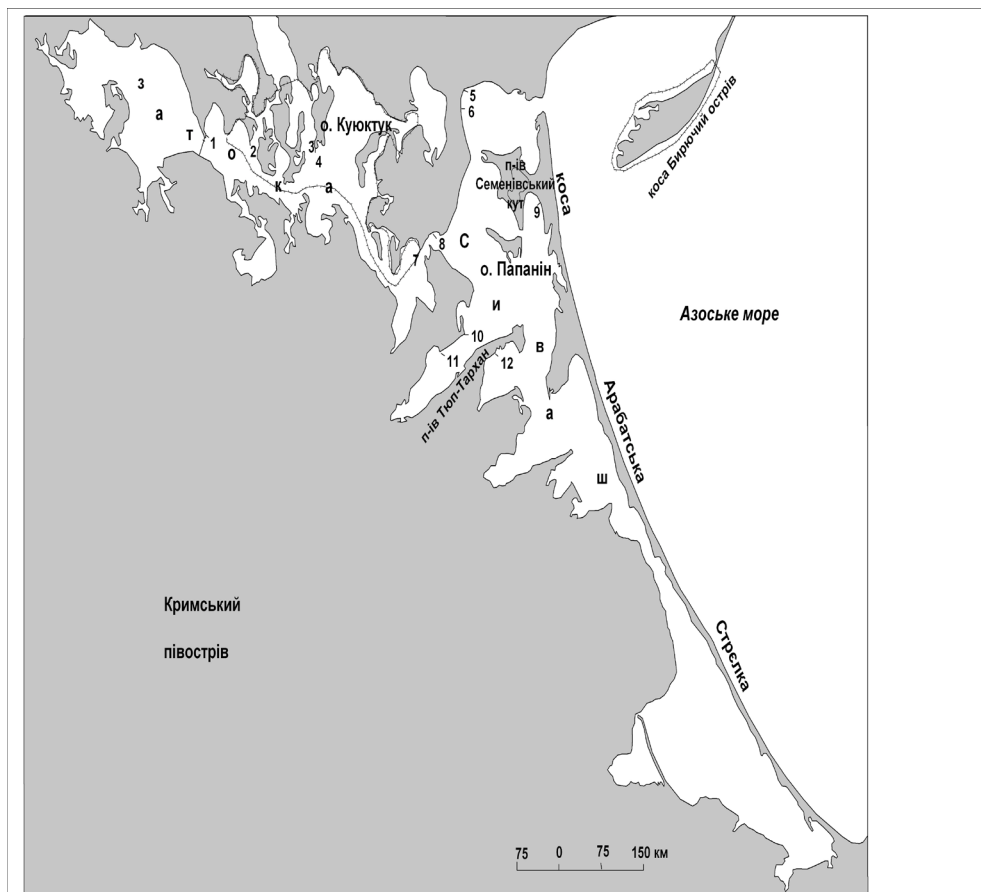 З а т о к а
С и в а ш
1
2
3
4
5
6
7
8
9
10
11
12
о. Куюктук
п-ів
Семенівський
кут
о. Папанін
п-ів Тюп-Тархан
коса
Арабатська
Стрєлка
коса Бирючий острів
Азоське море
Кримський
півострів
75 0 75 150 км